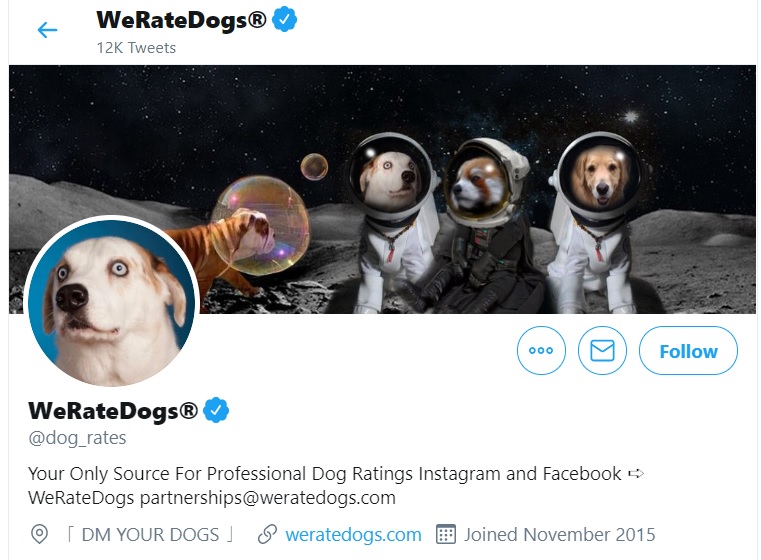 WeRateDogs®
12K Tweets
Follow
WeRateDogs®
@dog_rates
Your Only Source For Professional Dog Ratings Instagram and Facebook ➪
WeRateDogs partnerships@weratedogs.com
「 DM YOUR DOGS 」 weratedogs.com Joined November 2015